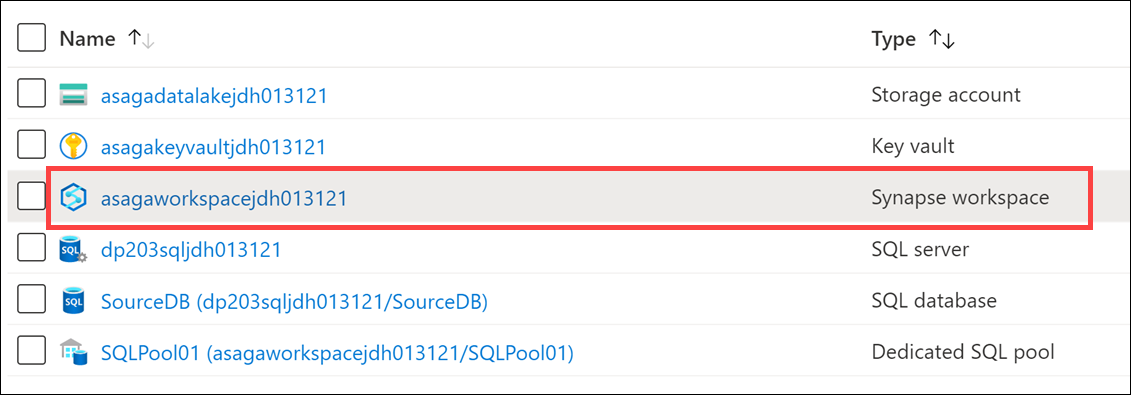 Name ↑↓ Type ↑↓
asagadatalakejdh013121 Storage account
asagakeyvaultjdh013121 Key vault
asagaworkspacejdh013121 Synapse workspace
SQL dp203sqljdh013121 SQL server
SQL SourceDB (dp203sqljdh013121/SourceDB) SQL database
SQLPool01 (asagaworkspacejdh013121/SQLPool01) Dedicated SQL pool